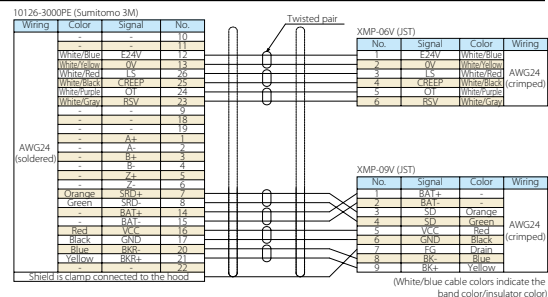 10126-3000PE (Sumitomo 3M)
Wiring Color Signal No.
- - 10
- - 11
White/Blue E24V 12
White/Yellow 0V 13
White/Red LS 26
White/Black CREEP 25
White/Purple OT 24
White/Gray RSV 23
- - 9
- - 18
- - 19
- A+ 1
- A- 2
- B+ 3
- B- 4
- Z+ 5
- Z- 6
Orange SRD+ 7
Green SRD- 8
- BAT+ 14
- BAT- 15
Red VCC 16
Black GND 17
Blue BKR- 20
Yellow BKR+ 21
- - 22
AWG24
(soldered)
Shield is clamp connected to the hood
Twisted pair
XMP-06V (JST)
No. Signal Color Wiring
1 E24V White/Blue
2 0V White/Yellow
3 LS White/Red
4 CREEP White/Black
5 OT White/Purple
6 RSV White/Gray
AWG24
(crimped)
XMP-09V (JST)
No. Signal Color Wiring
1 BAT+ -
2 BAT- -
3 SD Orange
4 SD Green
5 VCC Red
6 GND Black
7 FG Drain
8 BK- Blue
9 BK+ Yellow
AWG24
(crimped)
(White/blue cable colors indicate the
band color/insulator color)